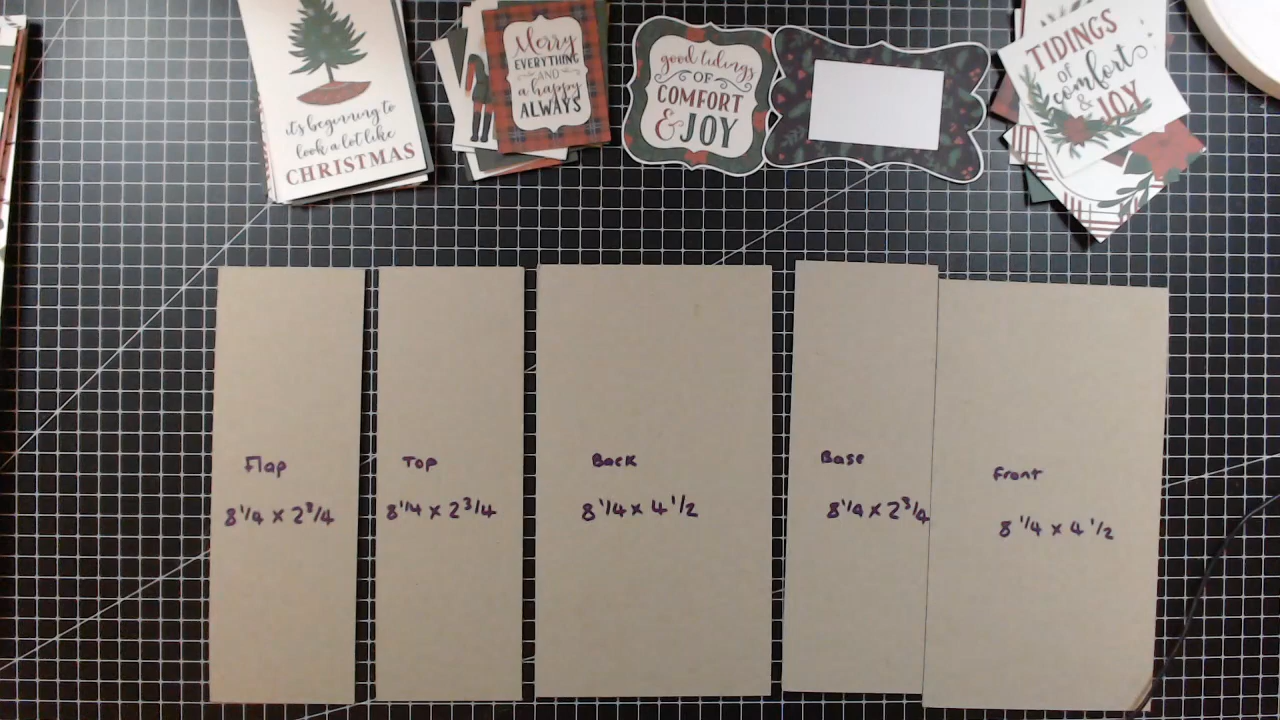 it's beginning to
look a lot like
CHRISTMAS
Merry
EVERYTHING
AND
a happy
ALWAYS
good tidings
OF
COMFORT
& JOY
TIDINGS
of
comfort
&
JOY
Flap
8 1/4 x 2 3/4
Top
8 1/4 x 2 3/4
Back
8 1/4 x 4 1/2
Base
8 1/4 x 2 3/4
Front
8 1/4 x 4 1/2